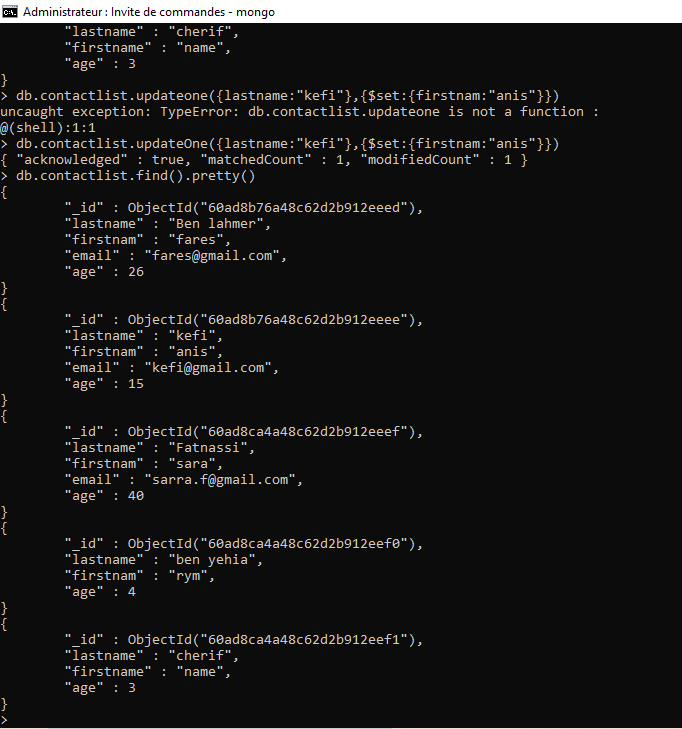 Administrateur : Invite de commandes - mongo
"lastname" : "cherif",
"firstname" : "name",
"age" : 3
}
> db.contactlist.updateone({lastname:"kefi"},{$set:{firstnam:"anis"}})
uncaught exception: TypeError: db.contactlist.updateone is not a function :
@(shell):1:1
> db.contactlist.updateOne({lastname:"kefi"},{$set:{firstnam:"anis"}})
{ "acknowledged" : true, "matchedCount" : 1, "modifiedCount" : 1 }
> db.contactlist.find().pretty()
{
"_id" : ObjectId("60ad8b76a48c62d2b912eeed"),
"lastname" : "Ben lahmer",
"firstnam" : "fares",
"email" : "fares@gmail.com",
"age" : 26
}
{
"_id" : ObjectId("60ad8b76a48c62d2b912eeee"),
"lastname" : "kefi",
"firstnam" : "anis",
"email" : "kefi@gmail.com",
"age" : 15
}
{
"_id" : ObjectId("60ad8ca4a48c62d2b912eeef"),
"lastname" : "Fatnassi",
"firstnam" : "sara",
"email" : "sarra.f@gmail.com",
"age" : 40
}
{
"_id" : ObjectId("60ad8ca4a48c62d2b912eef0"),
"lastname" : "ben yehia",
"firstnam" : "rym",
"age" : 4
}
{
"_id" : ObjectId("60ad8ca4a48c62d2b912eef1"),
"lastname" : "cherif",
"firstname" : "name",
"age" : 3
}
>